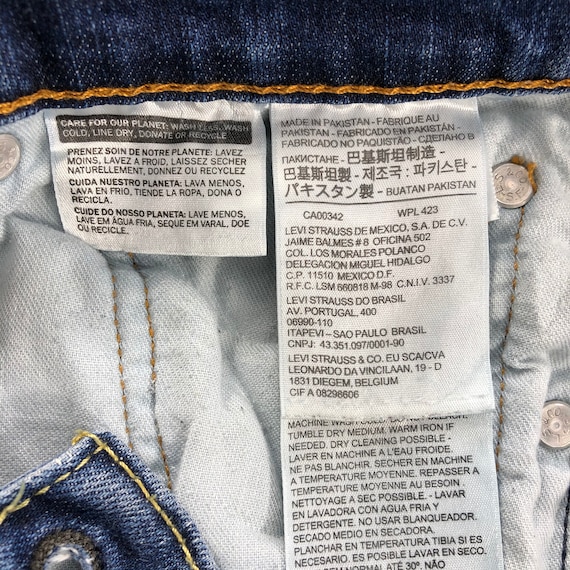 CARE FOR OUR PLANET: WASH LESS, WASH
COLD, LINE DRY, DONATE OR RECYCLE
PRENEZ SOIN DE NOTRE PLANETE: LAVEZ
MOINS, LAVEZ A FROID, LAISSEZ SECHER
NATURELLEMENT, DONNEZ OU RECYCLEZ
CUIDA NUESTRO PLANETA: LAVA MENOS,
LAVA EN FRIO, TIENDE LA ROPA, DONA O
RECICLA.
CUIDE DO NOSSO PLANETA: LAVE MENOS,
LAVE EM ÁGUA FRIA, SEQUE EM VARAL, DOE
OU RECICLE.
MADE IN PAKISTAN - FABRIQUE AU
PAKISTAN - FABRICADO EN PAKISTÁN -
FABRICADO NO PAQUISTÃO - СДЕЛАНО В
ПАКИСТАНЕ - 巴基斯坦制造 -
巴基斯坦製 - 제조국 : 파키스탄 -
パキスタン製 - BUATAN PAKISTAN
CA00342 WPL 423
LEVI STRAUSS DE MEXICO, S.A. DE C.V.
JAIME BALMES # 8 OFICINA 502
COL. LOS MORALES POLANCO
DELEGACION MIGUEL HIDALGO
C.P. 11510 MEXICO D.F.
R.F.C. LSM 660818 M-98 C.N.I.V. 3337
LEVI STRAUSS DO BRASIL
AV. PORTUGAL, 400
06990-110
ITAPEVI – SAO PAULO BRASIL
CNPJ: 43.351.097/0001-90
LEVI STRAUSS & CO. EU SCA/CVA
LEONARDO DA VINCILAAN, 19 - D
1831 DIEGEM, BELGIUM
CIF A 08298606
MACHINE WASH COLD. DO NOT BLEACH.
TUMBLE DRY MEDIUM. WARM IRON IF
NEEDED. DRY CLEANING POSSIBLE -
LAVER EN MACHINE A L'EAU FROIDE.
NE PAS BLANCHIR. SECHER EN MACHINE
A TEMPERATURE MOYENNE. REPASSER A
TEMPERATURE MOYENNE AU BESOIN.
NETTOYAGE A SEC POSSIBLE. - LAVAR
EN LAVADORA CON AGUA FRIA Y
DETERGENTE. NO USAR BLANQUEADOR.
SECADO MEDIO EN SECADORA.
PLANCHAR EN TEMPERATURA TIBIA SI ES
NECESARIO. ES POSIBLE LAVAR EN SECO.